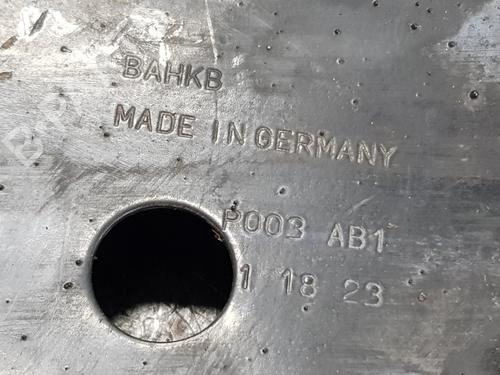 BAHKB
MADE IN GERMANY
P003 AB1
1 18 23